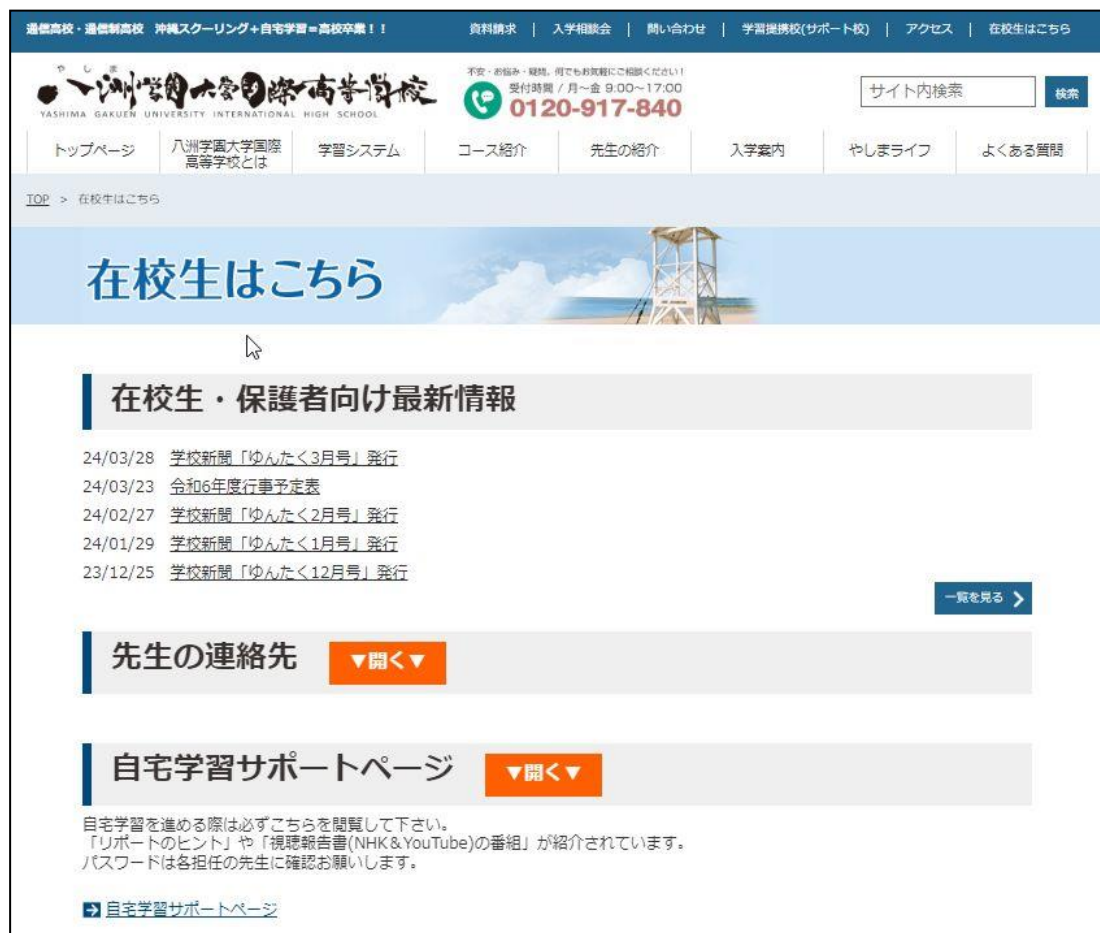 通信高校・通信制高校 沖縄スクーリング+自宅学習=高校卒業!!
資料請求 | 入学相談会 | 問い合わせ | 学習提携校(サポート校) | アクセス | 在校生はこちら
やしま
八洲学園大学国際高等学校
YASHIMA GAKUEN UNIVERSITY INTERNATIONAL HIGH SCHOOL
不安・お悩み・疑問。何でもお気軽にご相談ください!
受付時間 / 月~金 9:00~17:00
0120-917-840
サイト内検索
検索
トップページ
八洲学園大学国際
高等学校とは
学習システム
コース紹介
先生の紹介
入学案内
やしまライフ
よくある質問
TOP > 在校生はこちら
在校生はこちら
在校生・保護者向け最新情報
24/03/28 学校新聞「ゆんたく3月号」発行
24/03/23 令和6年度行事予定表
24/02/27 学校新聞「ゆんたく2月号」発行
24/01/29 学校新聞「ゆんたく1月号」発行
23/12/25 学校新聞「ゆんたく12月号」発行
一覧を見る
先生の連絡先 ▼開く▼
自宅学習サポートページ ▼開く▼
自宅学習を進める際は必ずこちらを閲覧して下さい。
「リポートのヒント」や「視聴報告書(NHK&YouTube)の番組」が紹介されています。
パスワードは各担任の先生に確認お願いします。
自宅学習サポートページ